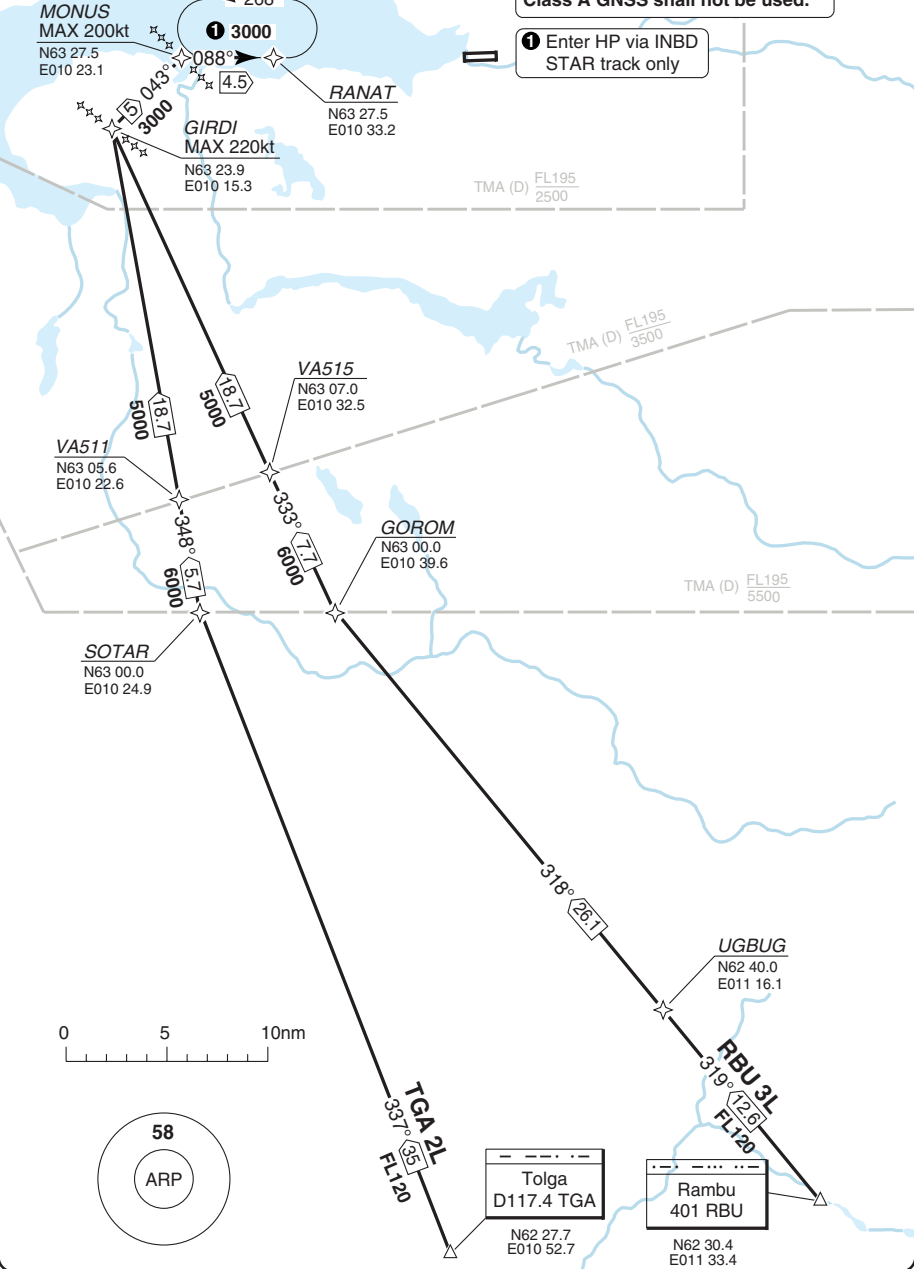 268°
Class A GNSS shall not be used.
MONUS
MAX 200kt
N63 27.5
E010 23.1
❶ 3000
088°
4.5
❶ Enter HP via INBD
STAR track only
RANAT
N63 27.5
E010 33.2
5
043°
3000
GIRDI
MAX 220kt
N63 23.9
E010 15.3
TMA (D) FL195
2500
TMA (D) FL195
3500
VA515
N63 07.0
E010 32.5
18.7
5000
18.7
5000
VA511
N63 05.6
E010 22.6
348°
5.7
6000
333°
7.7
6000
GOROM
N63 00.0
E010 39.6
TMA (D) FL195
5500
SOTAR
N63 00.0
E010 24.9
318°
26.1
UGBUG
N62 40.0
E011 16.1
0 5 10nm
RBU 3L
319°
12.6
FL120
TGA 2L
337°
35
FL120
58
ARP
Tolga
D117.4 TGA
N62 27.7
E010 52.7
Rambu
401 RBU
N62 30.4
E011 33.4